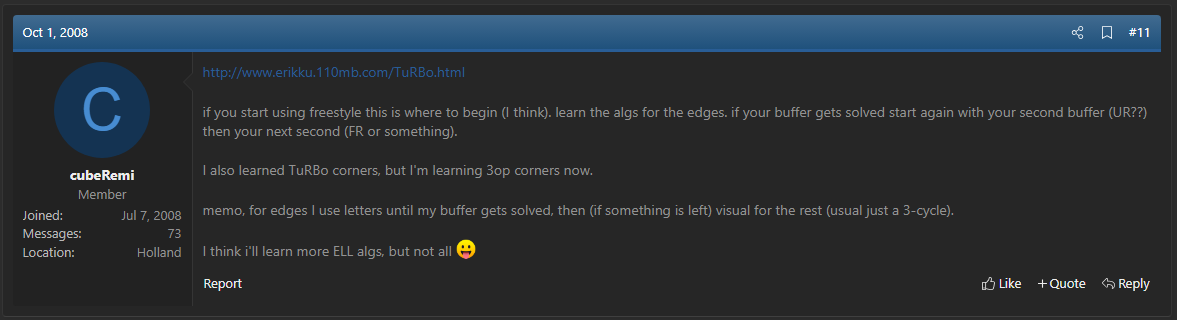 Oct 1, 2008
#11
C
cubeRemi
Member
Joined: Jul 7, 2008
Messages: 73
Location: Holland
http://www.erikku.110mb.com/TuRBo.html
if you start using freestyle this is where to begin (I think). learn the algs for the edges. if your buffer gets solved start again with your second buffer (UR??)
then your next second (FR or something).
I also learned TuRBo corners, but I'm learning 3op corners now.
memo, for edges I use letters until my buffer gets solved, then (if something is left) visual for the rest (usual just a 3-cycle).
I think i'll learn more ELL algs, but not all 😛
Report
Like
+ Quote
Reply